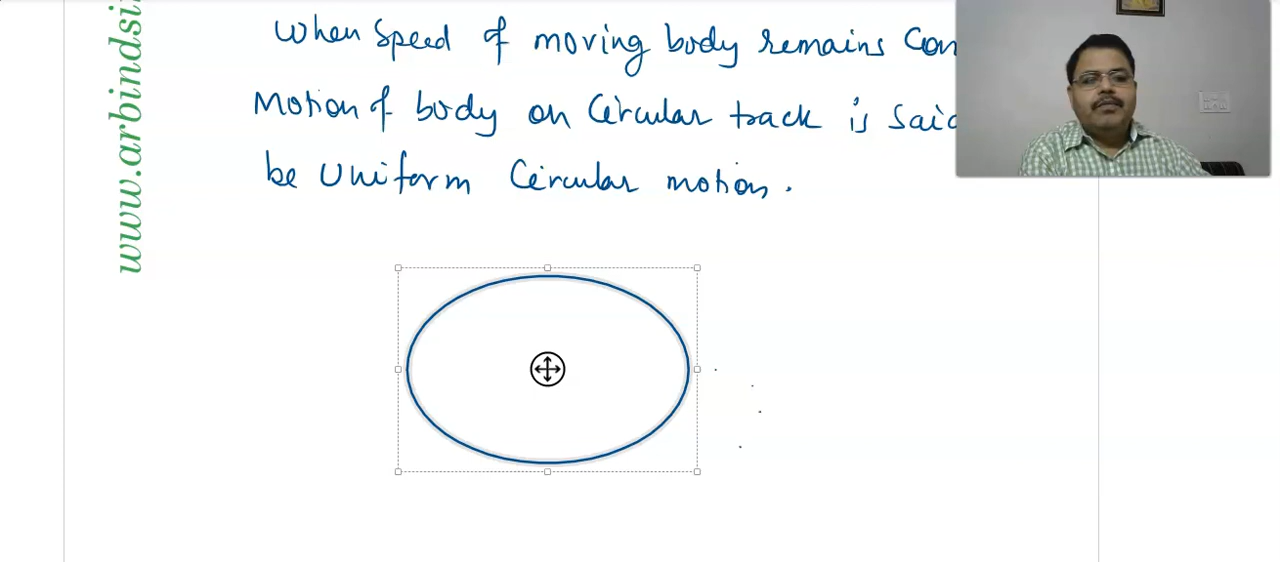 when speed of moving body remains Con
Motion of body on Circular track is said
be Uniform Circular motion.
www.arbindsi